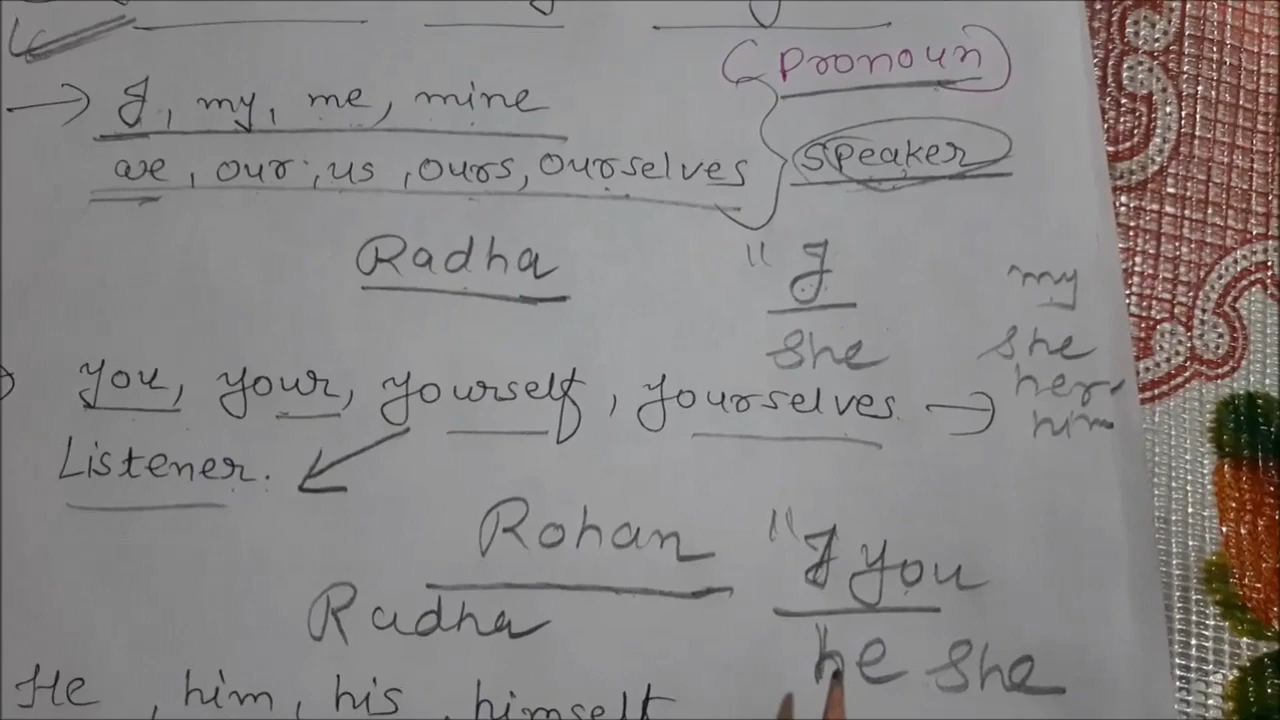 (Pronoun)
→ I, my, me, mine
we, our, us, ours, ourselves
Speaker
Radha
" I
my
she
she
her
him
you, your, yourself, yourselves →
Listener.
Rohan
" I you
Radha
he she
He, him, his, himself